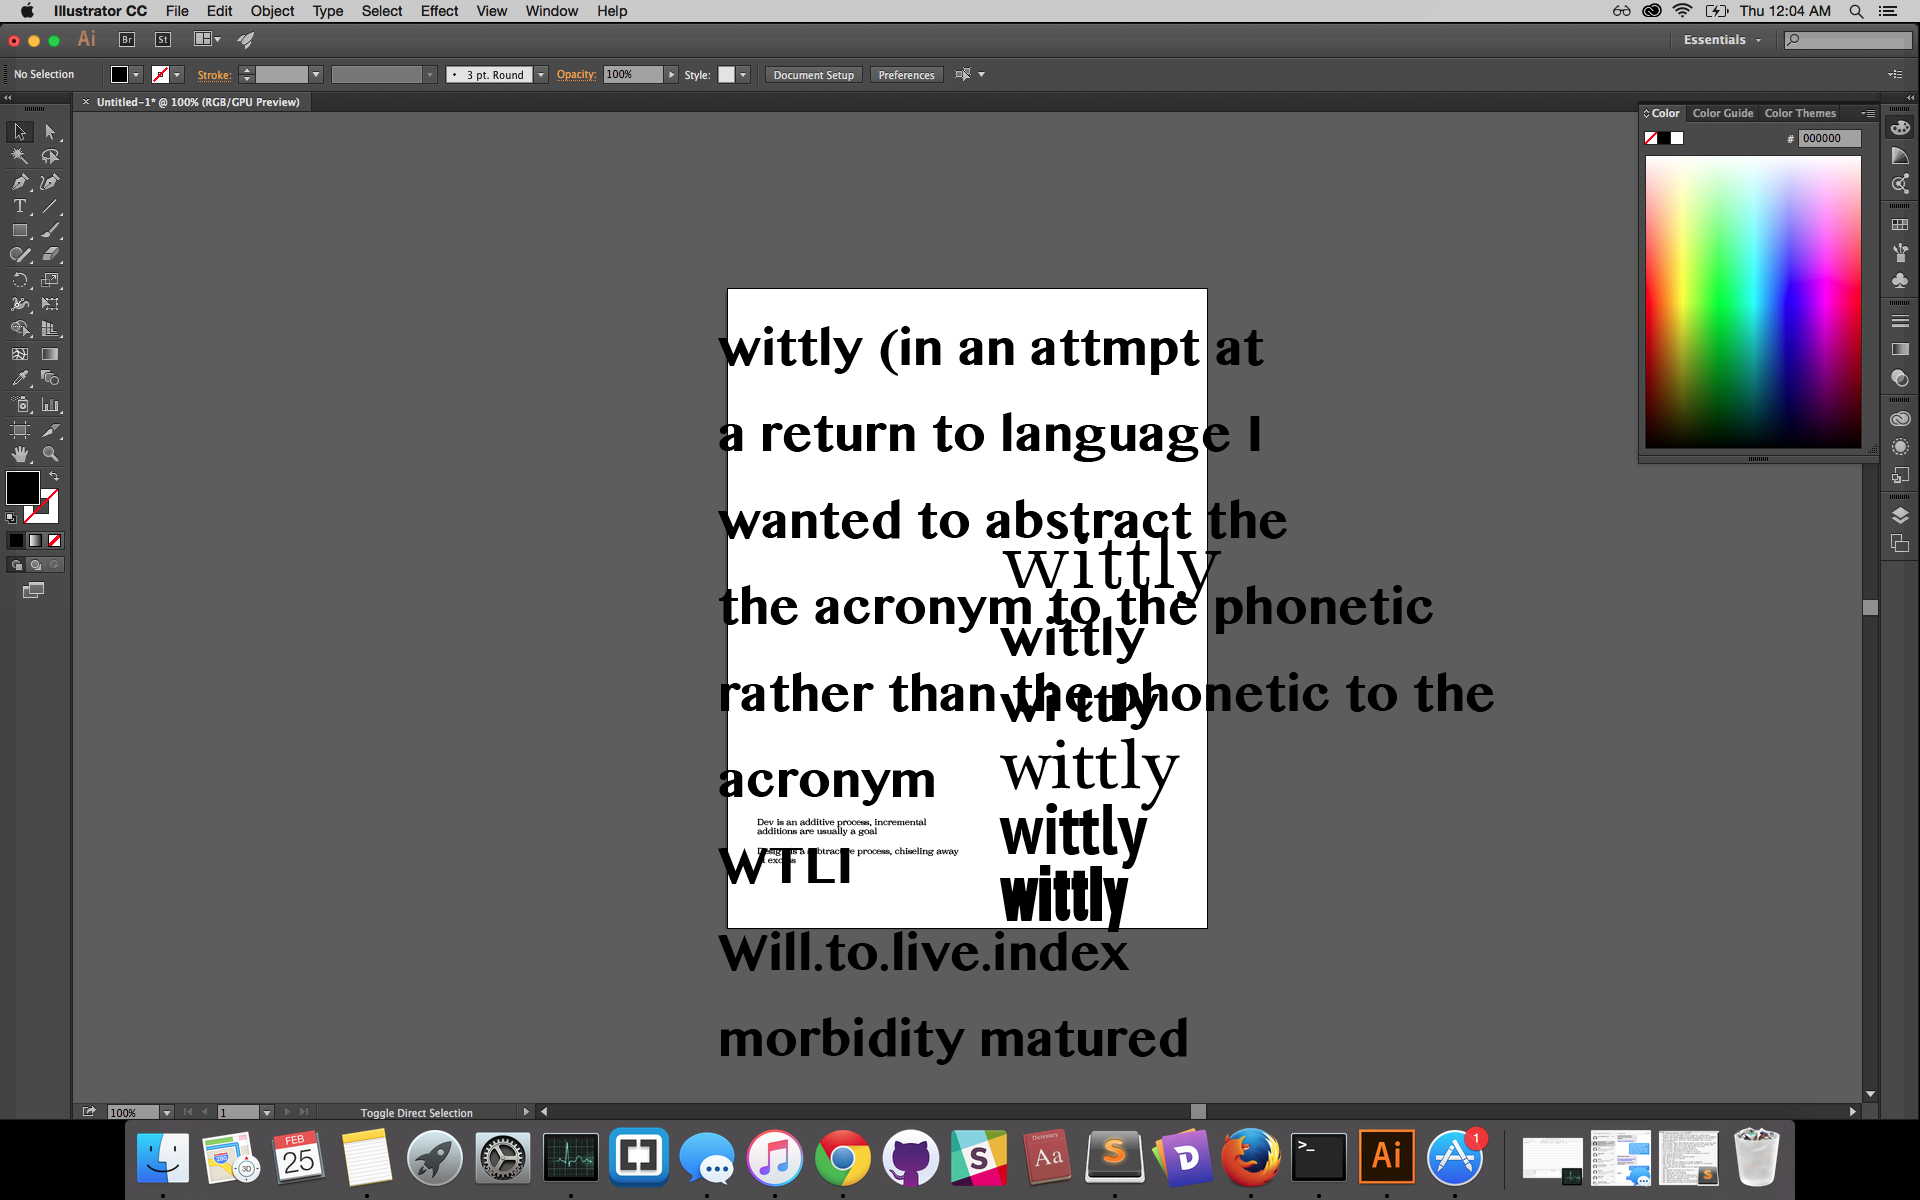 Illustrator CC File Edit Object Type Select Effect View Window Help Thu 12:04 AM
Ai Br St Essentials
No Selection Stroke: 3 pt. Round Opacity: 100% Style: Document Setup Preferences
× Untitled-1* @ 100% (RGB/GPU Preview)
Color Color Guide Color Themes
# 000000
wittly (in an attmpt at
a return to language I
wanted to abstract the
wittly
the acronym to the phonetic
wittly
rather than the phonetic to the
wittly
wittly
acronym
Dev is an additive process, incremental
additions are usually a goal
wittly
Design is a subtractive process, chiseling away
excess
WTLI
wittly
Will.to.live.index
morbidity matured
100% 1 Toggle Direct Selection
FEB
25
3D
Dictionary
Aa
S
D
>_
Ai
1